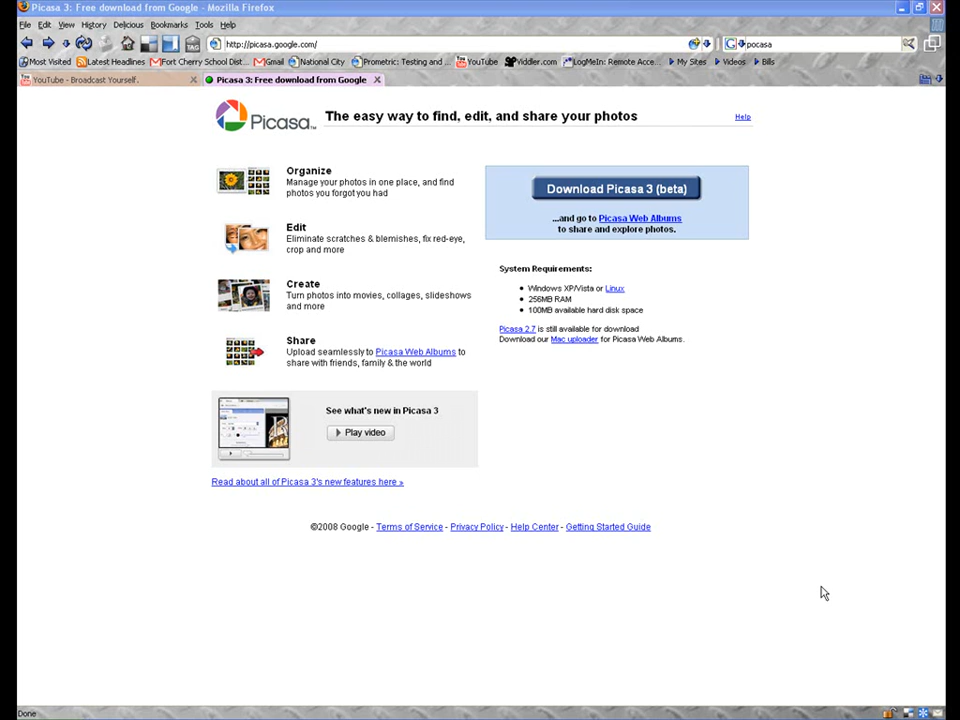 Picasa 3: Free download from Google - Mozilla Firefox
File Edit View History Delicious Bookmarks Tools Help
http://picasa.google.com/
pocasa
Most Visited Latest Headlines Fort Cherry School Dist... Gmail National City Prometric: Testing and ... YouTube Viddler.com LogMeIn: Remote Acce... My Sites Videos Bills
YouTube - Broadcast Yourself.
Picasa 3: Free download from Google
Picasa™
The easy way to find, edit, and share your photos
Help
Organize
Manage your photos in one place, and find
photos you forgot you had
Edit
Eliminate scratches & blemishes, fix red-eye,
crop and more
Create
Turn photos into movies, collages, slideshows
and more
Share
Upload seamlessly to Picasa Web Albums to
share with friends, family & the world
Download Picasa 3 (beta)
...and go to Picasa Web Albums
to share and explore photos.
System Requirements:
• Windows XP/Vista or Linux
• 256MB RAM
• 100MB available hard disk space
Picasa 2.7 is still available for download
Download our Mac uploader for Picasa Web Albums.
See what's new in Picasa 3
Play video
Read about all of Picasa 3's new features here »
©2008 Google - Terms of Service - Privacy Policy - Help Center - Getting Started Guide
Done